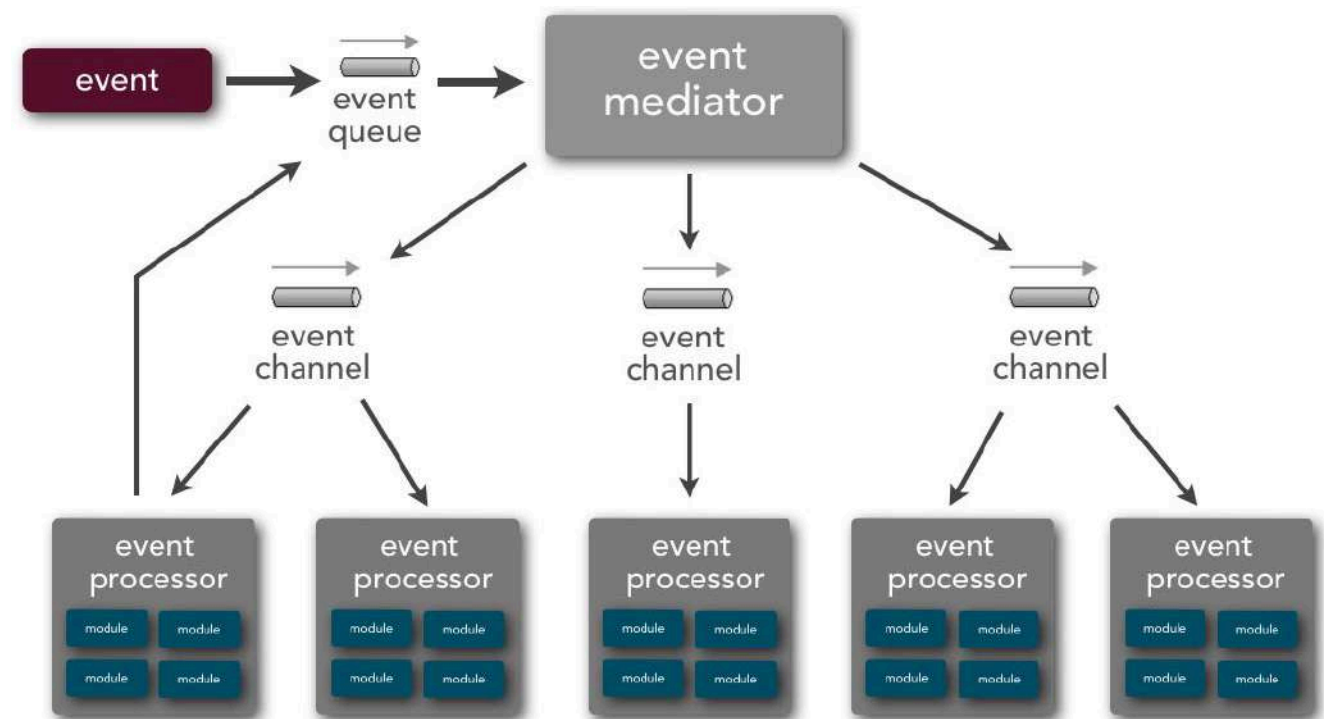 event
event
queue
event
mediator
event
channel
event
channel
event
channel
event
processor
module module
module module
event
processor
module module
module module
event
processor
module module
module module
event
processor
module module
module module
event
processor
module module
module module